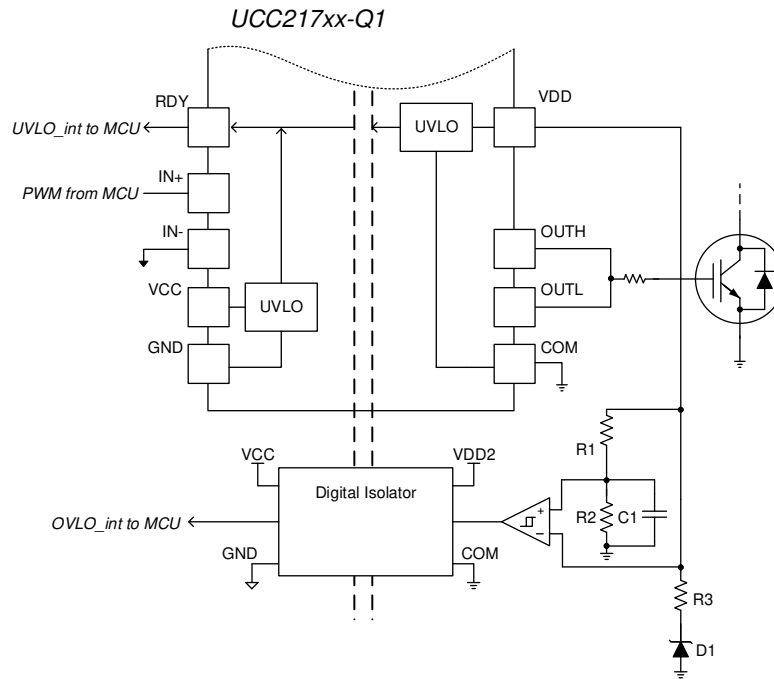 UCC217xx-Q1
RDY
VDD
UVLO_int to MCU
UVLO
IN+
PWM from MCU
IN-
OUTH
VCC
OUTL
UVLO
GND
COM
R1
VCC
VDD2
Digital Isolator
+
R2
C1
OVLO_int to MCU
−
GND
COM
R3
D1